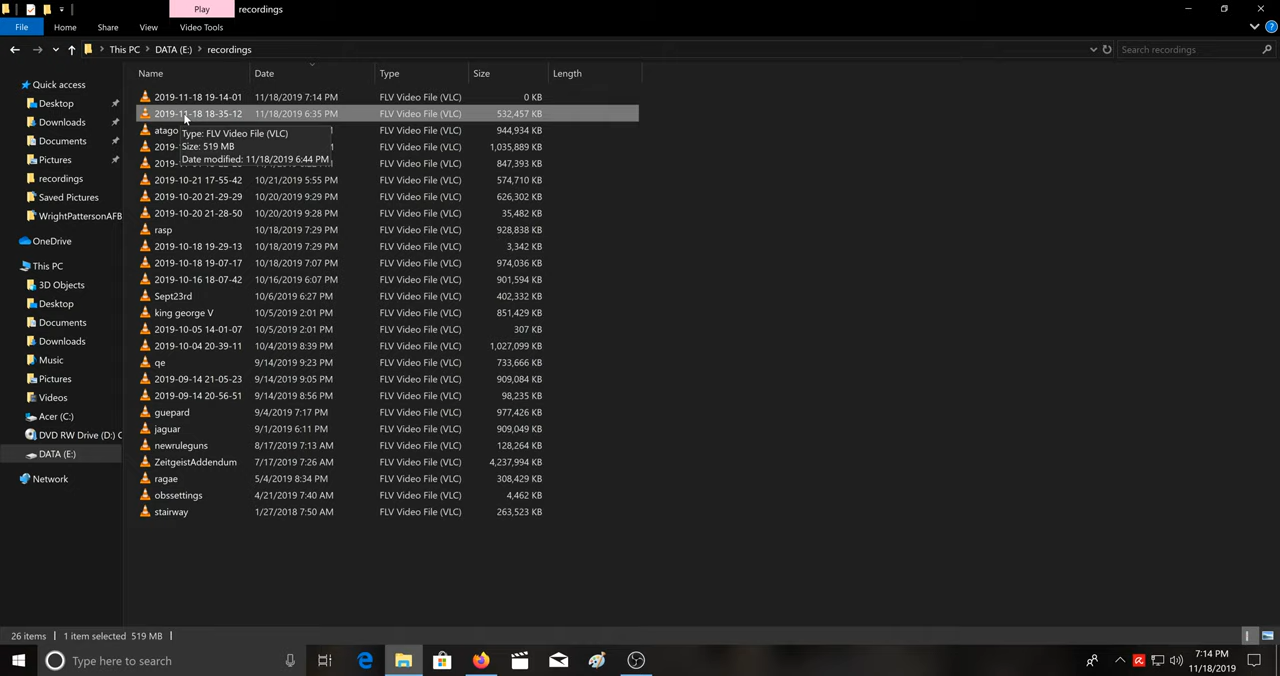 Play recordings
File Home Share View Video Tools
This PC DATA (E:) recordings Search recordings
Quick access
Desktop
Downloads
Documents
Pictures
recordings
Saved Pictures
WrightPattersonAFB
OneDrive
This PC
3D Objects
Desktop
Documents
Downloads
Music
Pictures
Videos
Acer (C:)
DVD RW Drive (D:) C
DATA (E:)
Network
Name Date Type Size Length
2019-11-18 19-14-01 11/18/2019 7:14 PM FLV Video File (VLC) 0 KB
2019-11-18 18-35-12 11/18/2019 6:35 PM FLV Video File (VLC) 532,457 KB
atago FLV Video File (VLC) 944,934 KB
Type: FLV Video File (VLC)
Size: 519 MB
Date modified: 11/18/2019 6:44 PM
2019- FLV Video File (VLC) 1,035,889 KB
2019- FLV Video File (VLC) 847,393 KB
2019-10-21 17-55-42 10/21/2019 5:55 PM FLV Video File (VLC) 574,710 KB
2019-10-20 21-29-29 10/20/2019 9:29 PM FLV Video File (VLC) 626,302 KB
2019-10-20 21-28-50 10/20/2019 9:28 PM FLV Video File (VLC) 35,482 KB
rasp 10/18/2019 7:29 PM FLV Video File (VLC) 928,838 KB
2019-10-18 19-29-13 10/18/2019 7:29 PM FLV Video File (VLC) 3,342 KB
2019-10-18 19-07-17 10/18/2019 7:07 PM FLV Video File (VLC) 974,036 KB
2019-10-16 18-07-42 10/16/2019 6:07 PM FLV Video File (VLC) 901,594 KB
Sept23rd 10/6/2019 6:27 PM FLV Video File (VLC) 402,332 KB
king george V 10/5/2019 2:01 PM FLV Video File (VLC) 851,429 KB
2019-10-05 14-01-07 10/5/2019 2:01 PM FLV Video File (VLC) 307 KB
2019-10-04 20-39-11 10/4/2019 8:39 PM FLV Video File (VLC) 1,027,099 KB
qe 9/14/2019 9:23 PM FLV Video File (VLC) 733,666 KB
2019-09-14 21-05-23 9/14/2019 9:05 PM FLV Video File (VLC) 909,084 KB
2019-09-14 20-56-51 9/14/2019 8:56 PM FLV Video File (VLC) 98,235 KB
guepard 9/4/2019 7:17 PM FLV Video File (VLC) 977,426 KB
jaguar 9/1/2019 6:11 PM FLV Video File (VLC) 909,049 KB
newruleguns 8/17/2019 7:13 AM FLV Video File (VLC) 128,264 KB
ZeitgeistAddendum 7/17/2019 7:26 AM FLV Video File (VLC) 4,237,994 KB
ragae 5/4/2019 8:34 PM FLV Video File (VLC) 308,429 KB
obssettings 4/21/2019 7:40 AM FLV Video File (VLC) 4,462 KB
stairway 1/27/2018 7:50 AM FLV Video File (VLC) 263,523 KB
26 items 1 item selected 519 MB
Type here to search
7:14 PM
11/18/2019